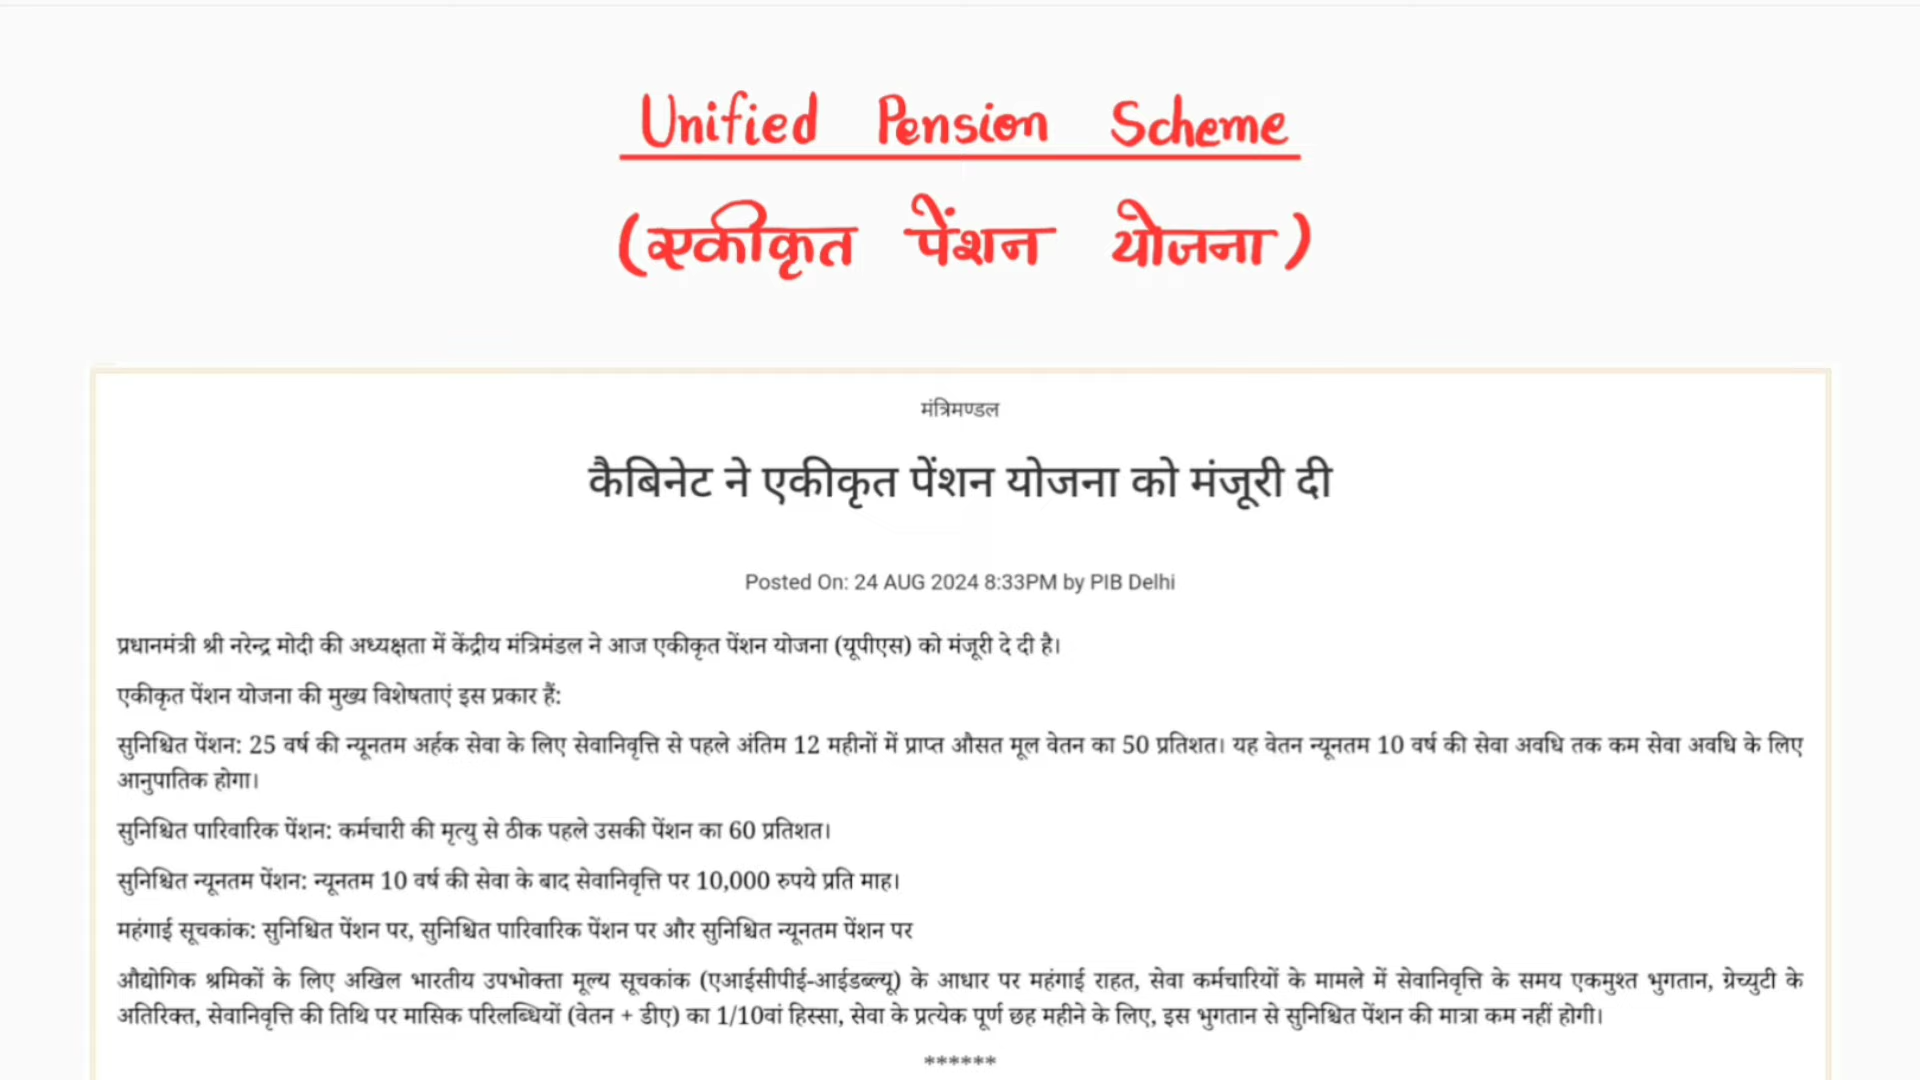 Unified Pension Scheme
(एकीकृत पेंशन योजना)
मंत्रिमण्डल
कैबिनेट ने एकीकृत पेंशन योजना को मंजूरी दी
Posted On: 24 AUG 2024 8:33PM by PIB Delhi
प्रधानमंत्री श्री नरेन्द्र मोदी की अध्यक्षता में केंद्रीय मंत्रिमंडल ने आज एकीकृत पेंशन योजना (यूपीएस) को मंजूरी दे दी है।
एकीकृत पेंशन योजना की मुख्य विशेषताएं इस प्रकार हैं:
सुनिश्चित पेंशन: 25 वर्ष की न्यूनतम अर्हक सेवा के लिए सेवानिवृत्ति से पहले अंतिम 12 महीनों में प्राप्त औसत मूल वेतन का 50 प्रतिशत। यह वेतन न्यूनतम 10 वर्ष की सेवा अवधि तक कम सेवा अवधि के लिए
आनुपातिक होगा।
सुनिश्चित पारिवारिक पेंशन: कर्मचारी की मृत्यु से ठीक पहले उसकी पेंशन का 60 प्रतिशत।
सुनिश्चित न्यूनतम पेंशन: न्यूनतम 10 वर्ष की सेवा के बाद सेवानिवृत्ति पर 10,000 रुपये प्रति माह।
महंगाई सूचकांक: सुनिश्चित पेंशन पर, सुनिश्चित पारिवारिक पेंशन पर और सुनिश्चित न्यूनतम पेंशन पर
औद्योगिक श्रमिकों के लिए अखिल भारतीय उपभोक्ता मूल्य सूचकांक (एआईसीपीई-आईडब्ल्यू) के आधार पर महंगाई राहत, सेवा कर्मचारियों के मामले में सेवानिवृत्ति के समय एकमुश्त भुगतान, ग्रेच्युटी के
अतिरिक्त, सेवानिवृत्ति की तिथि पर मासिक परिलब्धियों (वेतन + डीए) का 1/10वां हिस्सा, सेवा के प्रत्येक पूर्ण छह महीने के लिए, इस भुगतान से सुनिश्चित पेंशन की मात्रा कम नहीं होगी।
******